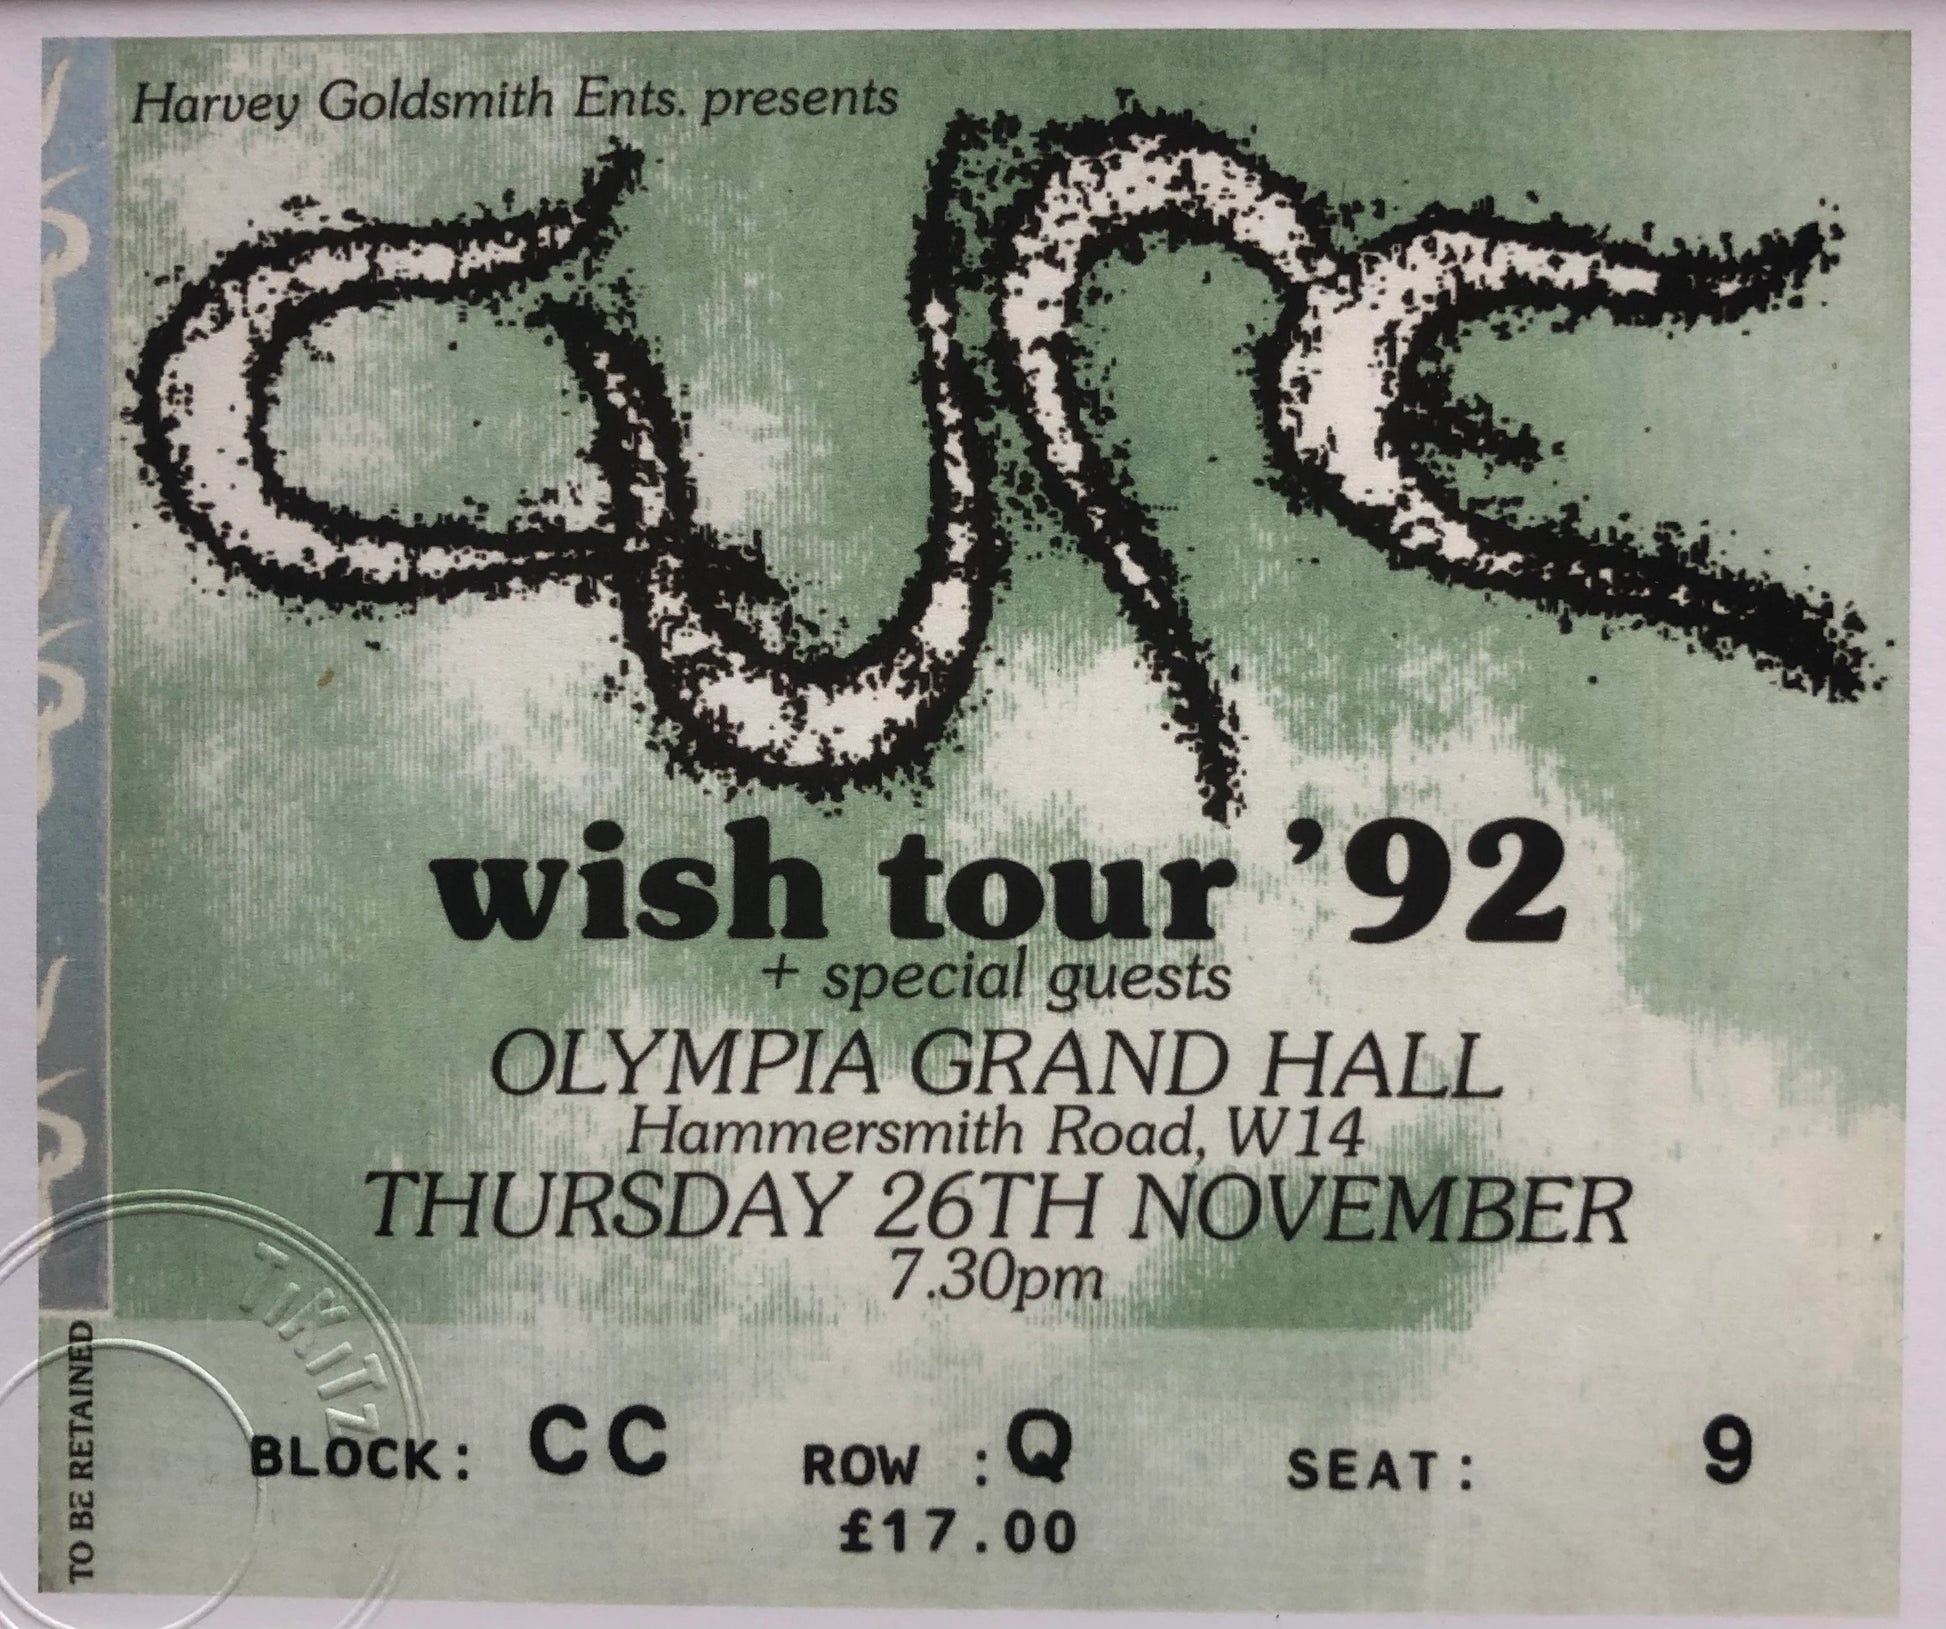 Harvey Goldsmith Ents. presents
CURE
wish tour '92
+ special guests
OLYMPIA GRAND HALL
Hammersmith Road, W14
THURSDAY 26TH NOVEMBER
7.30pm
BLOCK: CC ROW :Q SEAT: 9
£17.00
TO BE RETAINED
TIKITZ